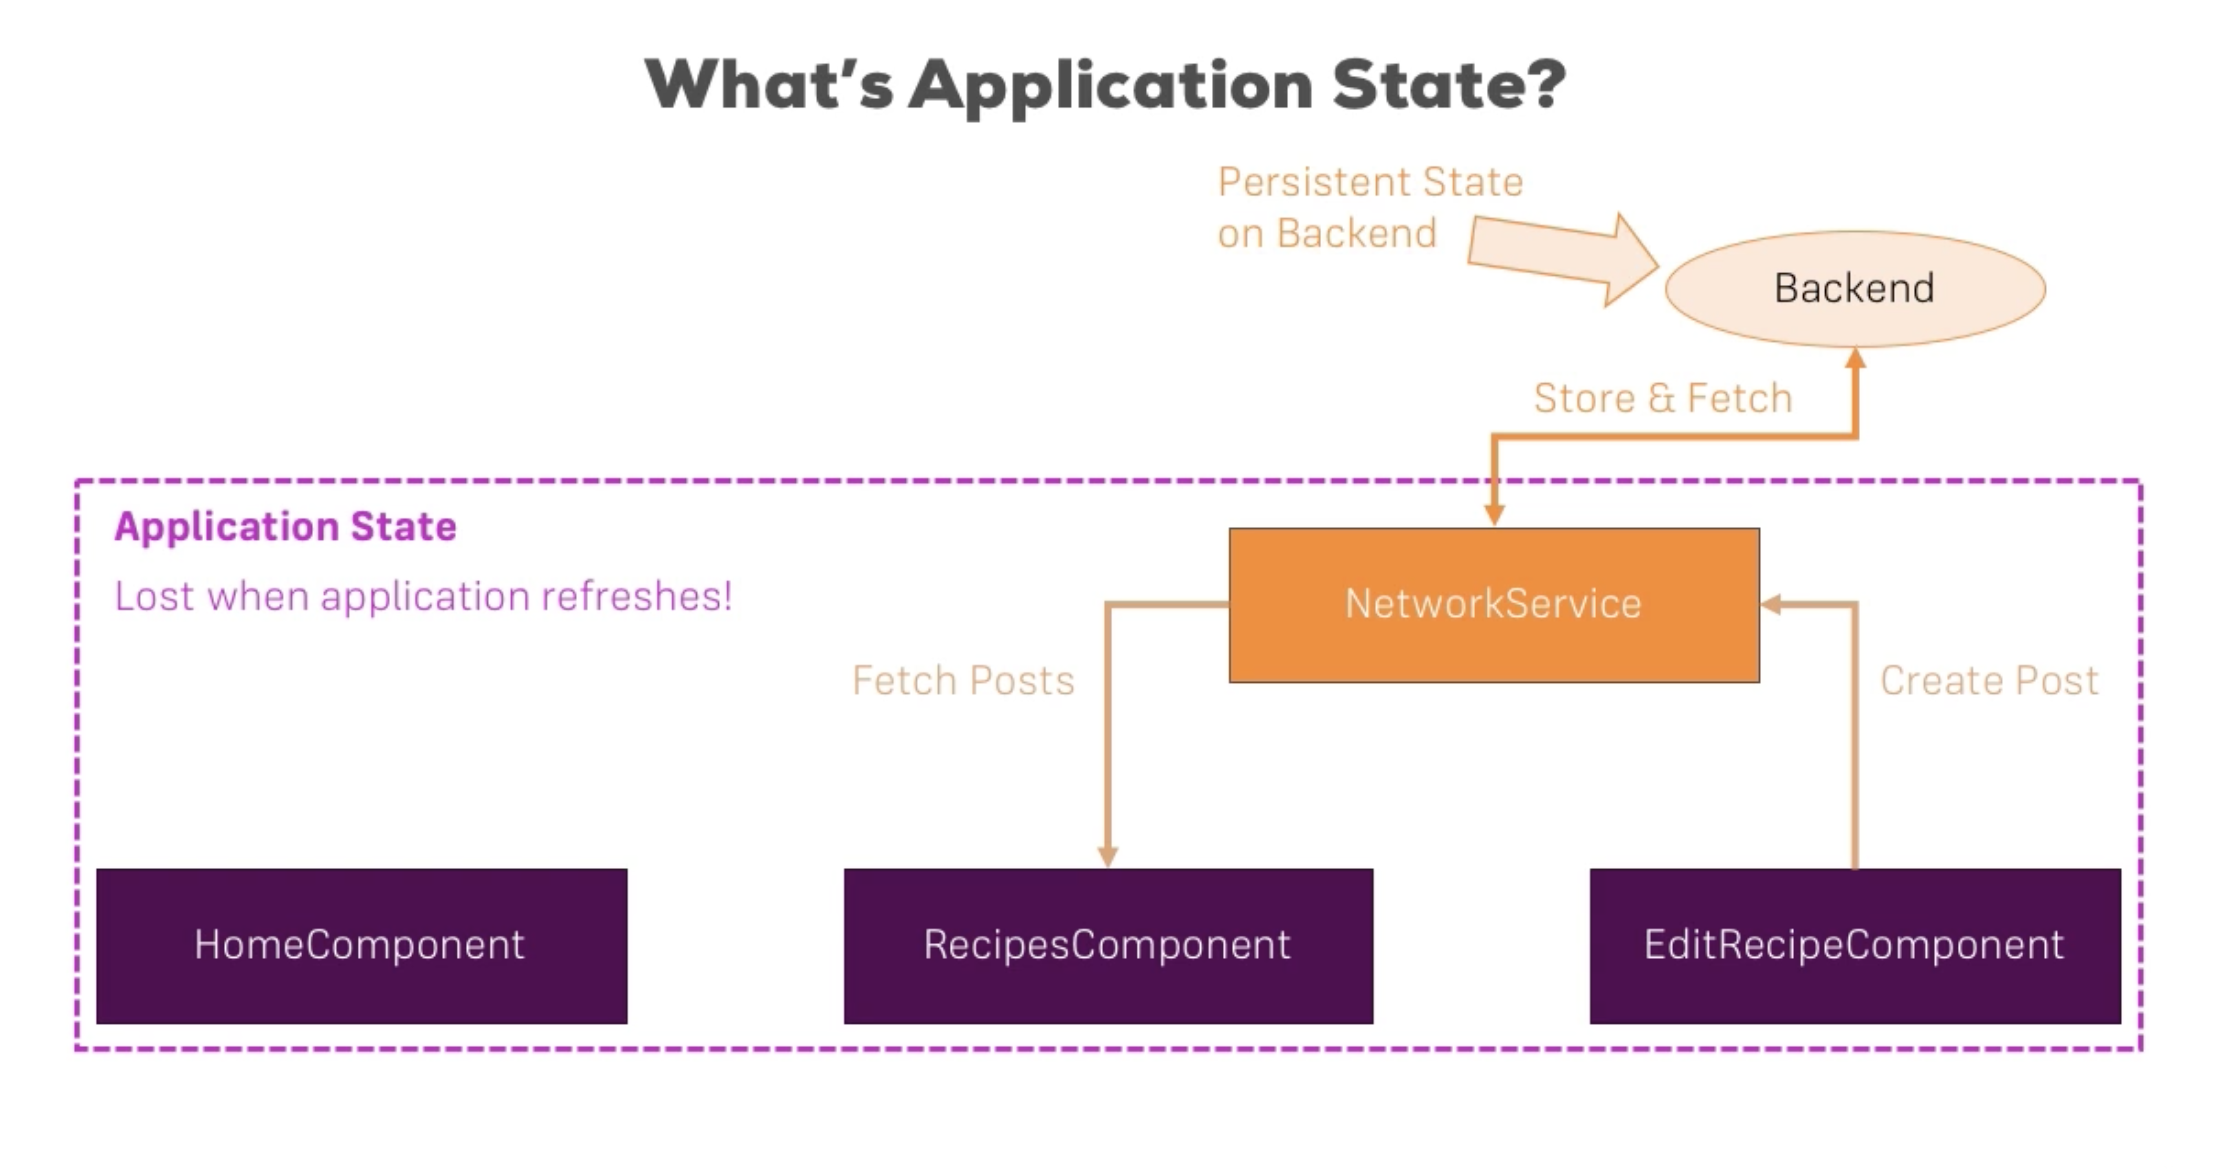 What's Application State?
Persistent State
on Backend
Backend
Store & Fetch
Application State
Lost when application refreshes!
NetworkService
Fetch Posts
Create Post
HomeComponent
RecipesComponent
EditRecipeComponent